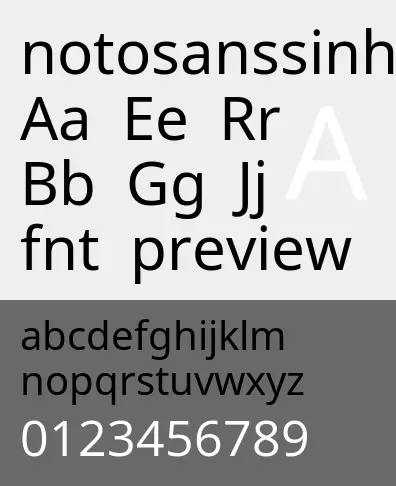 notosanssinh
Aa Ee Rr
A
Bb Gg Jj
fnt preview
abcdefghijklm
nopqrstuvwxyz
0123456789